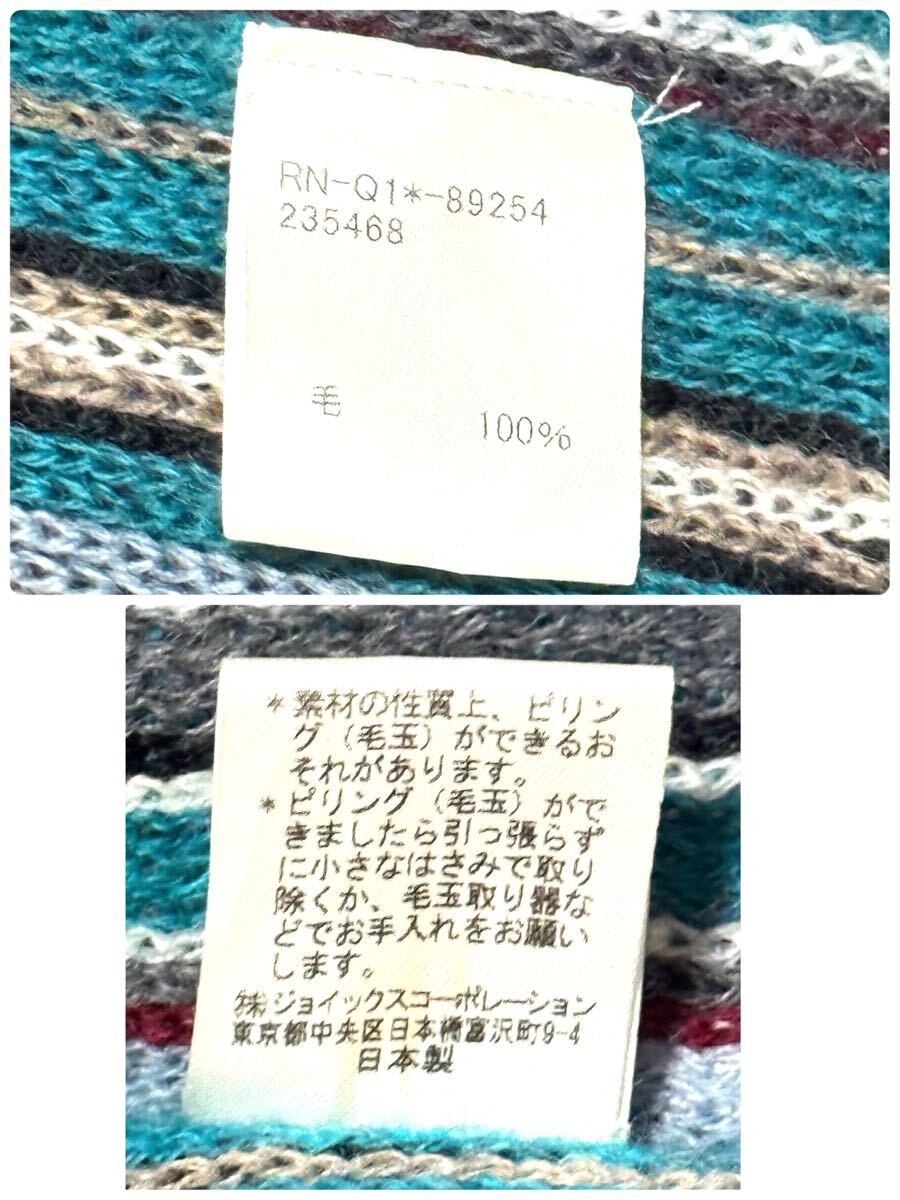 RN-Q1*-89254
235468
毛
100%
*素材の性質上、ピリン
グ（毛玉）ができるお
それがあります。
*ピリング（毛玉）がで
きましたら引っ張らず
に小さなはさみで取り
除くか、毛玉取り器な
どでお手入れをお願い
します。
㈱ジョイックスコーポレーション
東京都中央区日本橋富沢町9-4
日本製